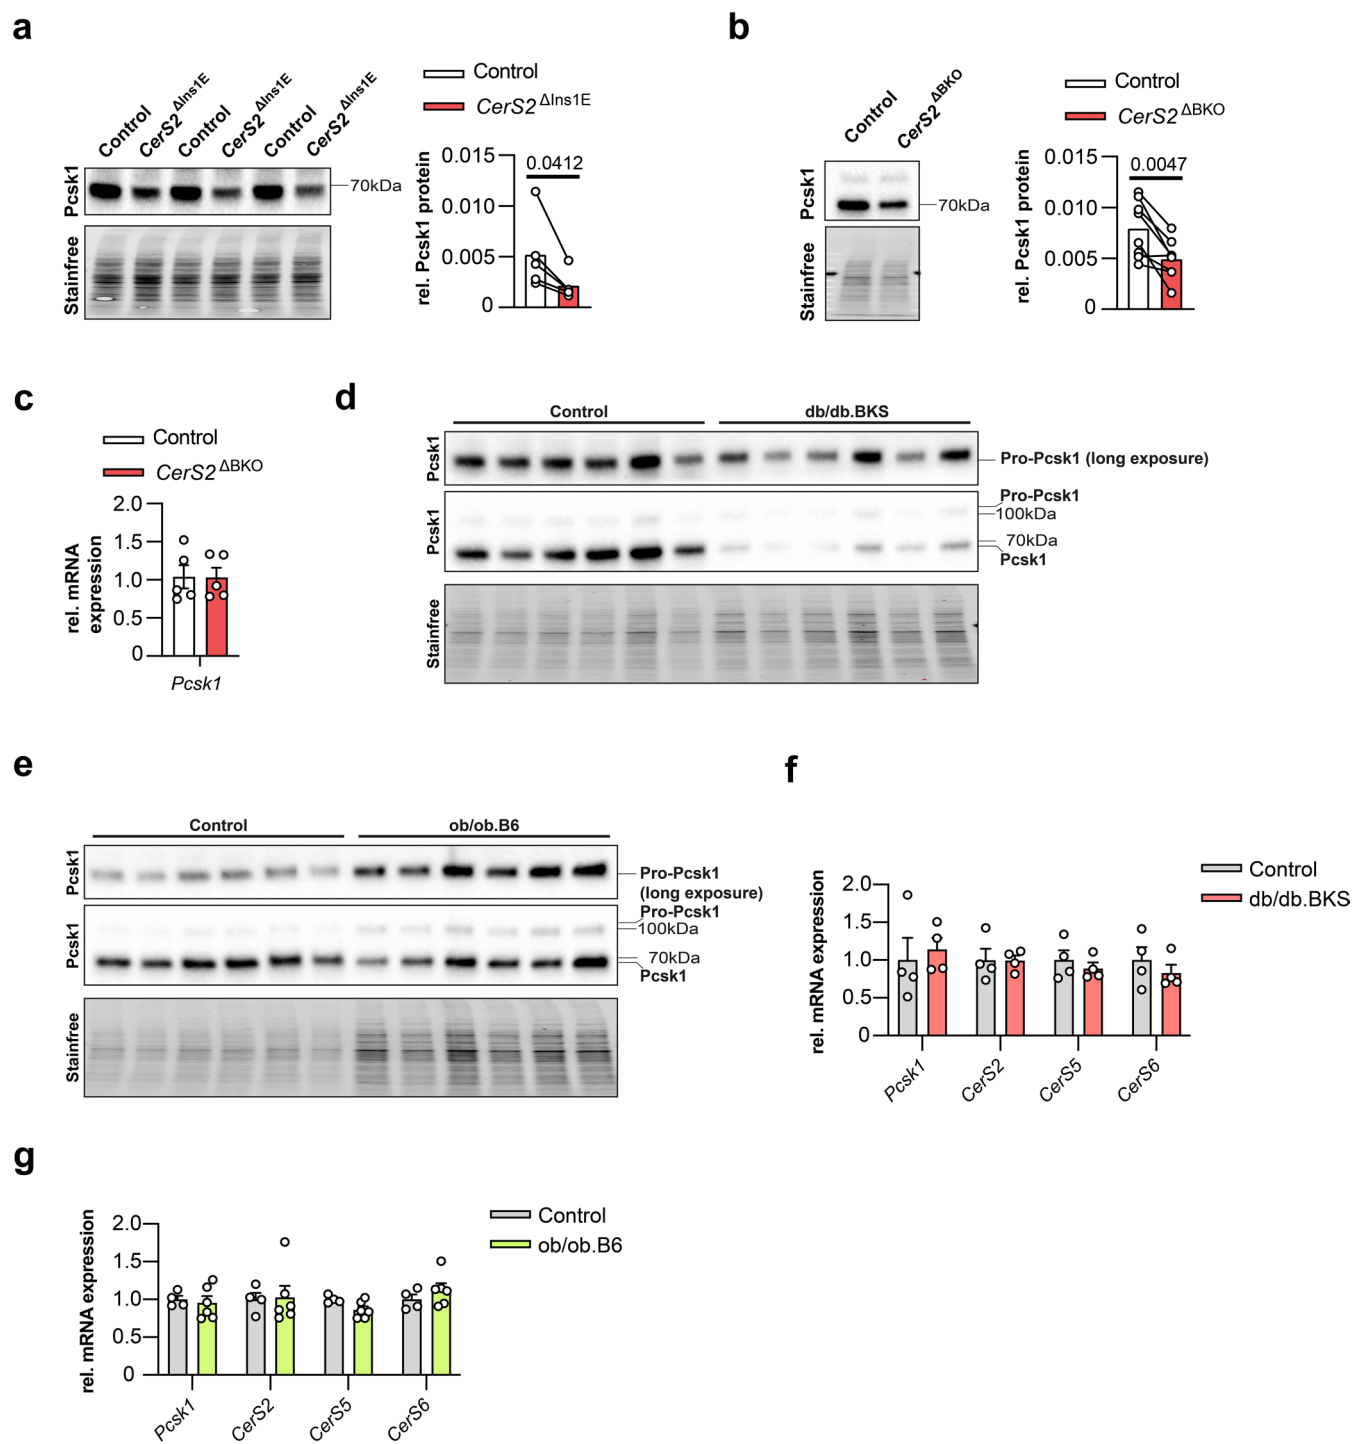 a
Control
CerS2 ΔIns1E
Control
CerS2 ΔIns1E
Control
CerS2 ΔIns1E
Pcsk1
70kDa
Stainfree
Control
CerS2 ΔIns1E
rel. Pcsk1 protein
0.015
0.010
0.005
0
0.0412
b
Control
CerS2 ΔBKO
Pcsk1
70kDa
Stainfree
Control
CerS2 ΔBKO
rel. Pcsk1 protein
0.015
0.010
0.005
0
0.0047
c
Control
CerS2 ΔBKO
rel. mRNA
expression
2.0
1.5
1.0
0.5
0
Pcsk1
d
Control
db/db.BKS
Pcsk1
Pro-Pcsk1 (long exposure)
Pcsk1
Pro-Pcsk1
100kDa
70kDa
Pcsk1
Stainfree
e
Control
ob/ob.B6
Pcsk1
Pro-Pcsk1
(long exposure)
Pcsk1
Pro-Pcsk1
100kDa
70kDa
Pcsk1
Stainfree
f
Control
db/db.BKS
rel. mRNA expression
2.0
1.5
1.0
0.5
0
Pcsk1
CerS2
CerS5
CerS6
g
Control
ob/ob.B6
rel. mRNA expression
2.0
1.5
1.0
0.5
0
Pcsk1
CerS2
CerS5
CerS6